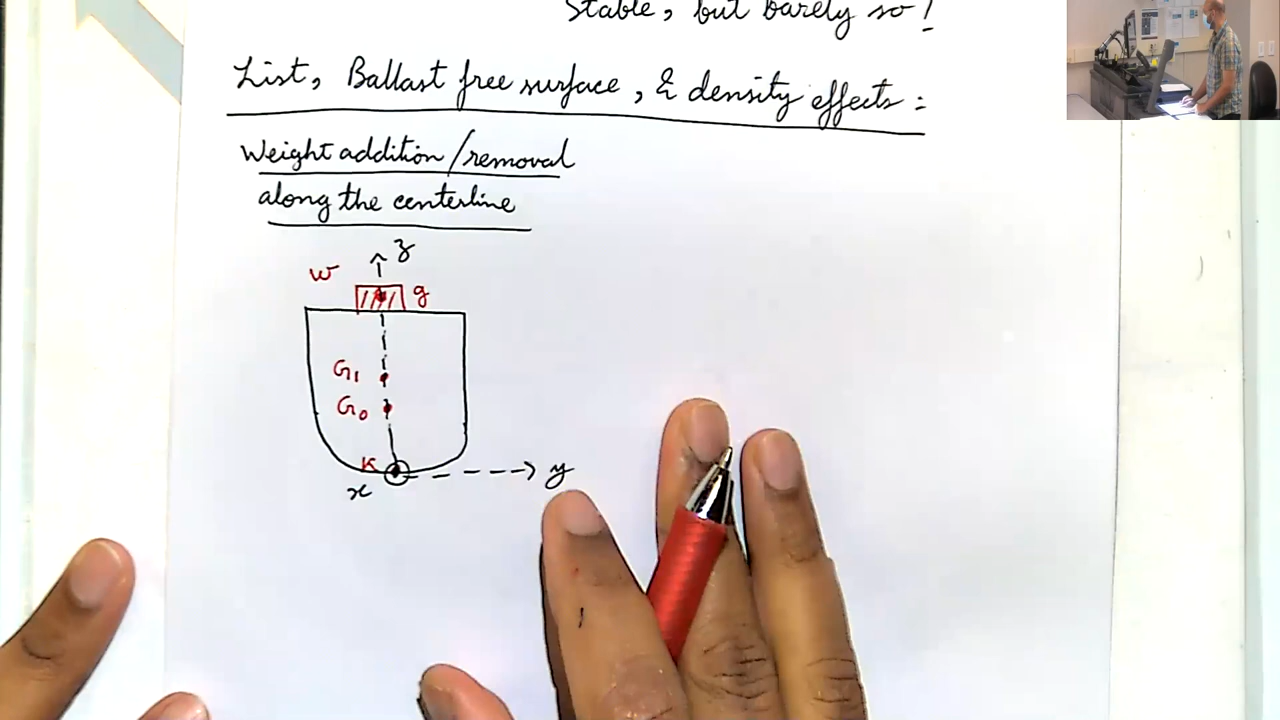 Stable, but barely so!
List, Ballast free surface, & density effects:
Weight addition/removal
along the centerline
z
w
g
G1
G0
K
x
y